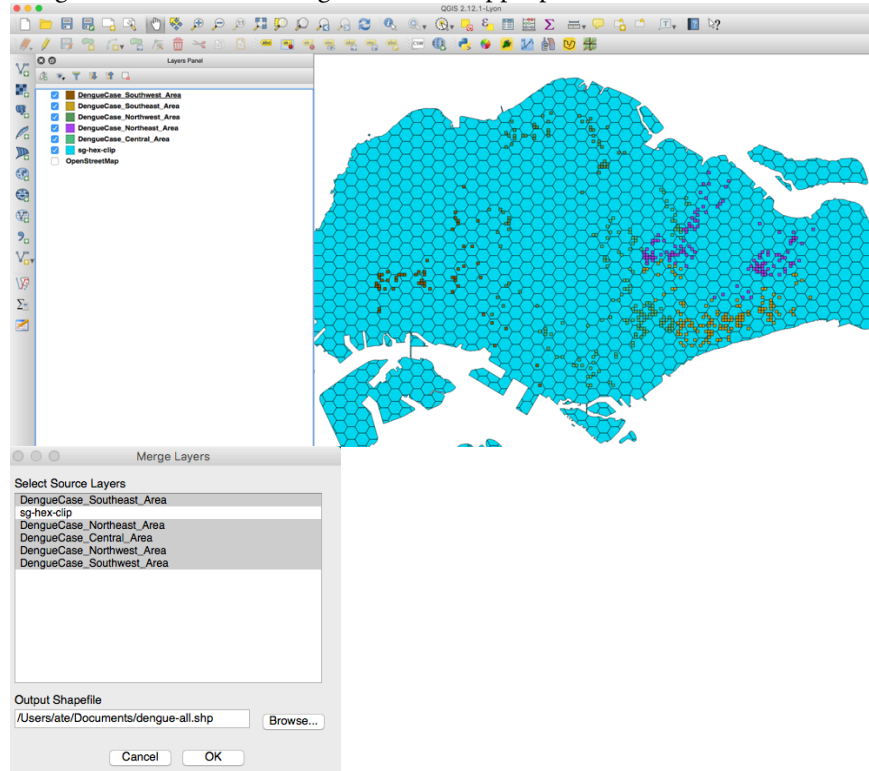 QGIS 2.12.1-Lyon
Layers Panel
DengueCase_Southwest_Area
DengueCase_Southeast_Area
DengueCase_Northwest_Area
DengueCase_Northeast_Area
DengueCase_Central_Area
sg-hex-clip
OpenStreetMap
Merge Layers
Select Source Layers
DengueCase_Southeast_Area
sg-hex-clip
DengueCase_Northeast_Area
DengueCase_Central_Area
DengueCase_Northwest_Area
DengueCase_Southwest_Area
Output Shapefile
/Users/ate/Documents/dengue-all.shp
Browse...
Cancel OK